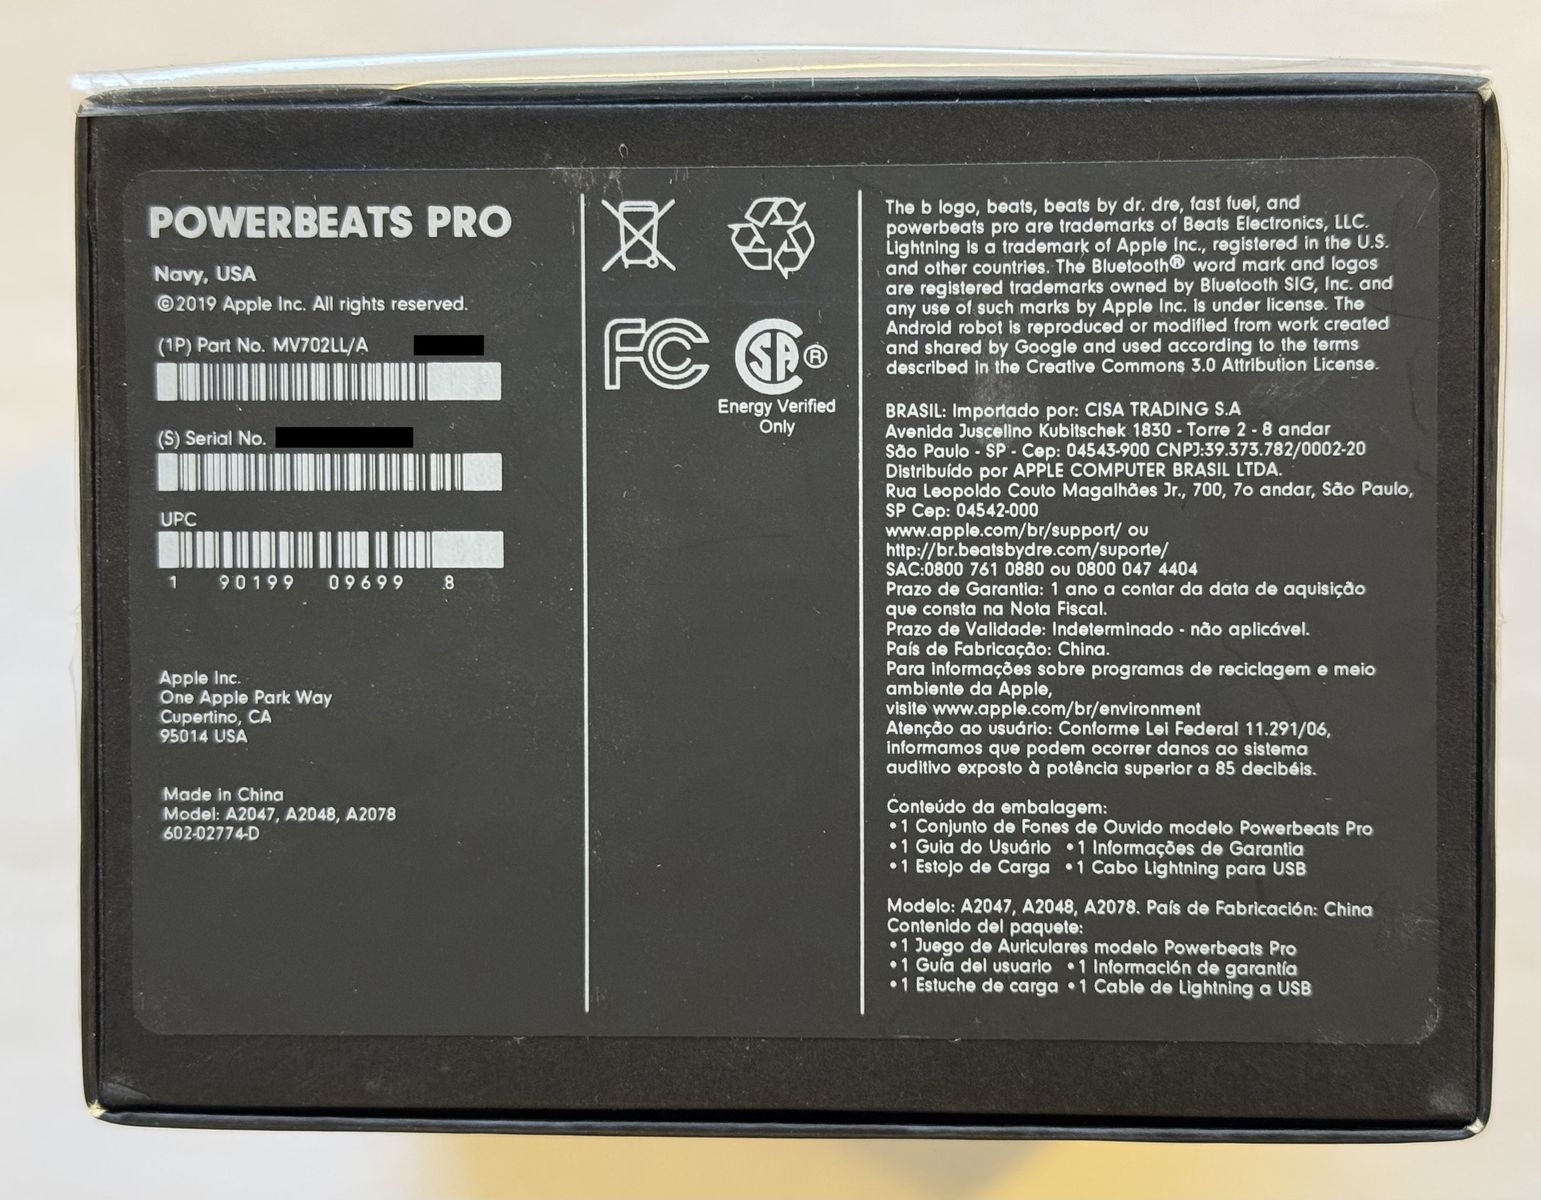 POWERBEATS PRO
Navy, USA
©2019 Apple Inc. All rights reserved.
(1P) Part No. MV702LL/A
(S) Serial No.
UPC
1 90199 09699 8
Apple Inc.
One Apple Park Way
Cupertino, CA
95014 USA
Made in China
Model: A2047, A2048, A2078
602-02774-D
FC
SA®
Energy Verified
Only
The b logo, beats, beats by dr. dre, fast fuel, and
powerbeats pro are trademarks of Beats Electronics, LLC.
Lightning is a trademark of Apple Inc., registered in the U.S.
and other countries. The Bluetooth® word mark and logos
are registered trademarks owned by Bluetooth SIG, Inc. and
any use of such marks by Apple Inc. is under license. The
Android robot is reproduced or modified from work created
and shared by Google and used according to the terms
described in the Creative Commons 3.0 Attribution License.
BRASIL: Importado por: CISA TRADING S.A
Avenida Juscelino Kubitschek 1830 - Torre 2 - 8 andar
São Paulo - SP - Cep: 04543-900 CNPJ:39.373.782/0002-20
Distribuído por APPLE COMPUTER BRASIL LTDA.
Rua Leopoldo Couto Magalhães Jr., 700, 7o andar, São Paulo,
SP Cep: 04542-000
www.apple.com/br/support/ ou
http://br.beatsbydre.com/suporte/
SAC:0800 761 0880 ou 0800 047 4404
Prazo de Garantia: 1 ano a contar da data de aquisição
que consta na Nota Fiscal.
Prazo de Validade: Indeterminado - não aplicável.
País de Fabricação: China.
Para informações sobre programas de reciclagem e meio
ambiente da Apple,
visite www.apple.com/br/environment
Atenção ao usuário: Conforme Lei Federal 11.291/06,
informamos que podem ocorrer danos ao sistema
auditivo exposto à potência superior a 85 decibéis.
Conteúdo da embalagem:
• 1 Conjunto de Fones de Ouvido modelo Powerbeats Pro
• 1 Guia do Usuário • 1 Informações de Garantia
• 1 Estojo de Carga • 1 Cabo Lightning para USB
Modelo: A2047, A2048, A2078. País de Fabricación: China
Contenido del paquete:
• 1 Juego de Auriculares modelo Powerbeats Pro
• 1 Guía del usuario • 1 Información de garantía
• 1 Estuche de carga • 1 Cable de Lightning a USB